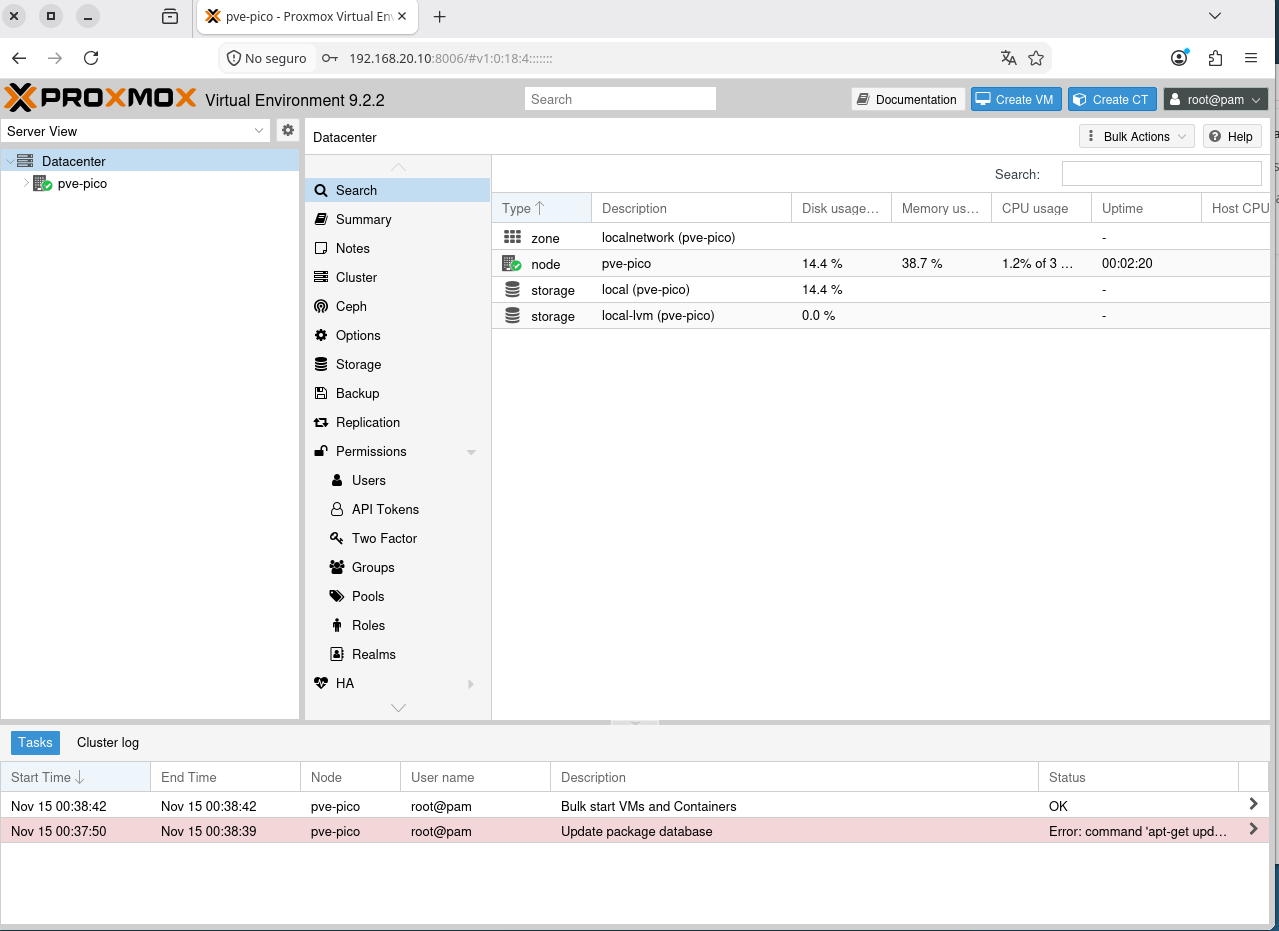 pve-pico - Proxmox Virtual En
No seguro
192.168.20.10:8006/#v1:0:18:4:::::::
PROXMOX Virtual Environment 9.2.2
Search
Documentation
Create VM
Create CT
root@pam
Server View
Datacenter
pve-pico
Datacenter
Bulk Actions
Help
Search
Summary
Notes
Cluster
Ceph
Options
Storage
Backup
Replication
Permissions
Users
API Tokens
Two Factor
Groups
Pools
Roles
Realms
HA
Search:
Type Description Disk usage... Memory us... CPU usage Uptime Host CPU
zone localnetwork (pve-pico) -
node pve-pico 14.4 % 38.7 % 1.2% of 3 ... 00:02:20
storage local (pve-pico) 14.4 % -
storage local-lvm (pve-pico) 0.0 % -
Tasks Cluster log
Start Time End Time Node User name Description Status
Nov 15 00:38:42 Nov 15 00:38:42 pve-pico root@pam Bulk start VMs and Containers OK
Nov 15 00:37:50 Nov 15 00:38:39 pve-pico root@pam Update package database Error: command 'apt-get upd...